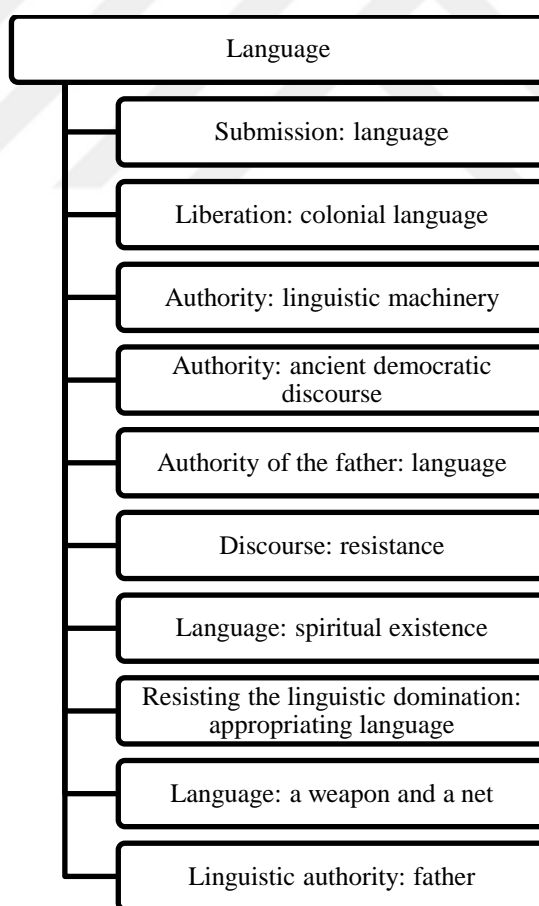 Language
Submission: language
Liberation: colonial language
Authority: linguistic machinery
Authority: ancient democratic
discourse
Authority of the father: language
Discourse: resistance
Language: spiritual existence
Resisting the linguistic domination:
appropriating language
Language: a weapon and a net
Linguistic authority: father